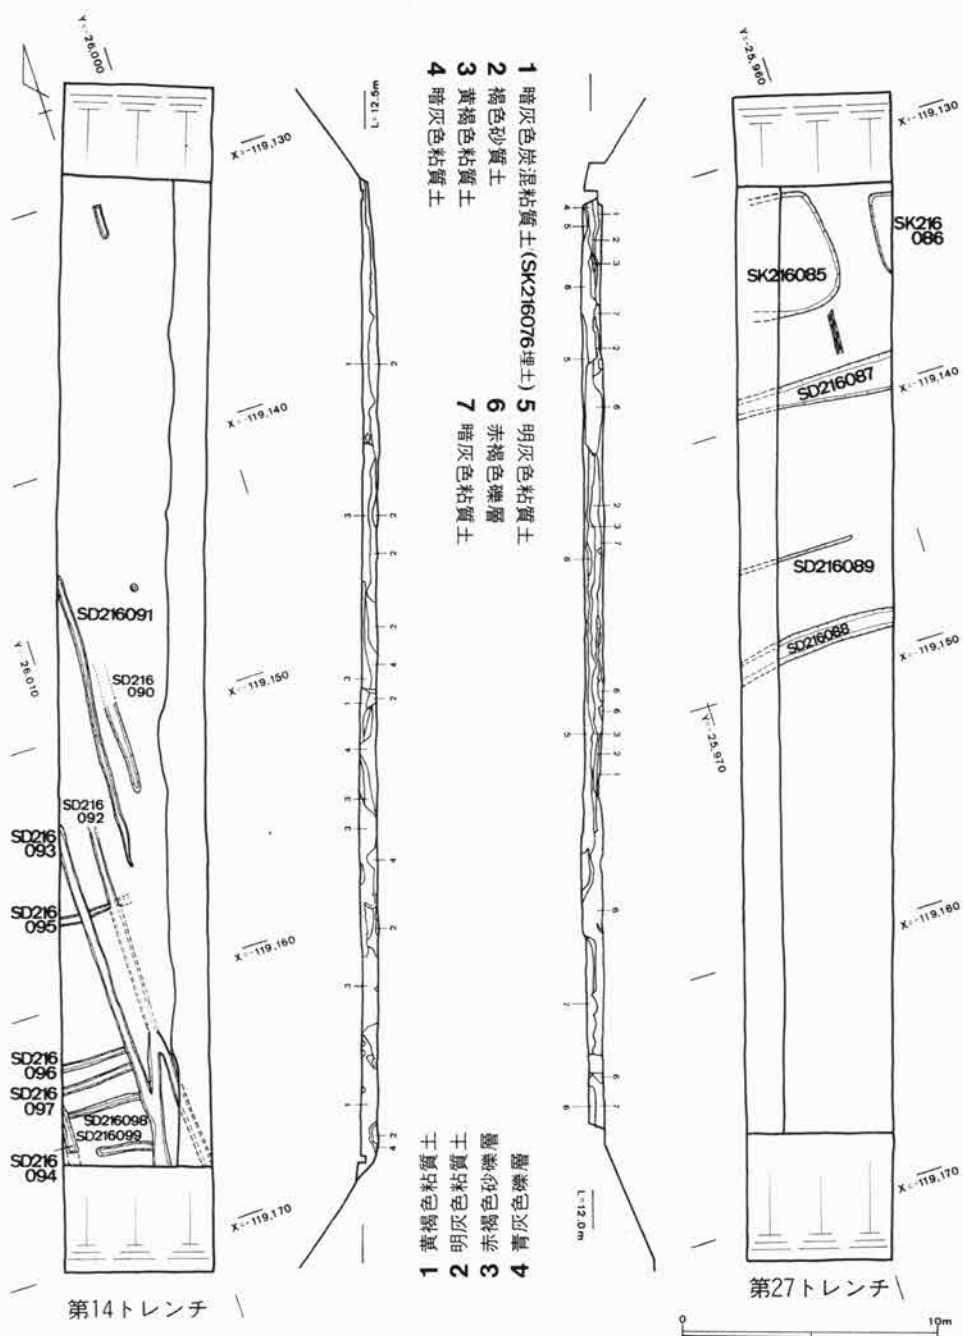 Y=-26,000
X=-119,130
X=-119,140
Y=-26,010
X=-119,150
X=-119,160
X=-119,170
SD216091
SD216
090
SD216
092
SD216
093
SD216
095
SD216
096
SD216
097
SD216098
SD216099
SD216
094
第14トレンチ
L=12.5m
1 暗灰色炭混粘質土(SK216076埋土)
2 褐色砂質土
3 黄褐色粘質土
4 暗灰色粘質土
5 明灰色粘質土
6 赤褐色礫層
7 暗灰色粘質土
1 黄褐色粘質土
2 明灰色粘質土
3 赤褐色砂礫層
4 青灰色礫層
L=12.0m
Y=-25,960
X=-119,130
SK216
086
SK216085
SD216087
X=-119,140
SD216089
SD216088
X=-119,150
Y=-25,970
X=-119,160
X=-119,170
第27トレンチ
0 10m